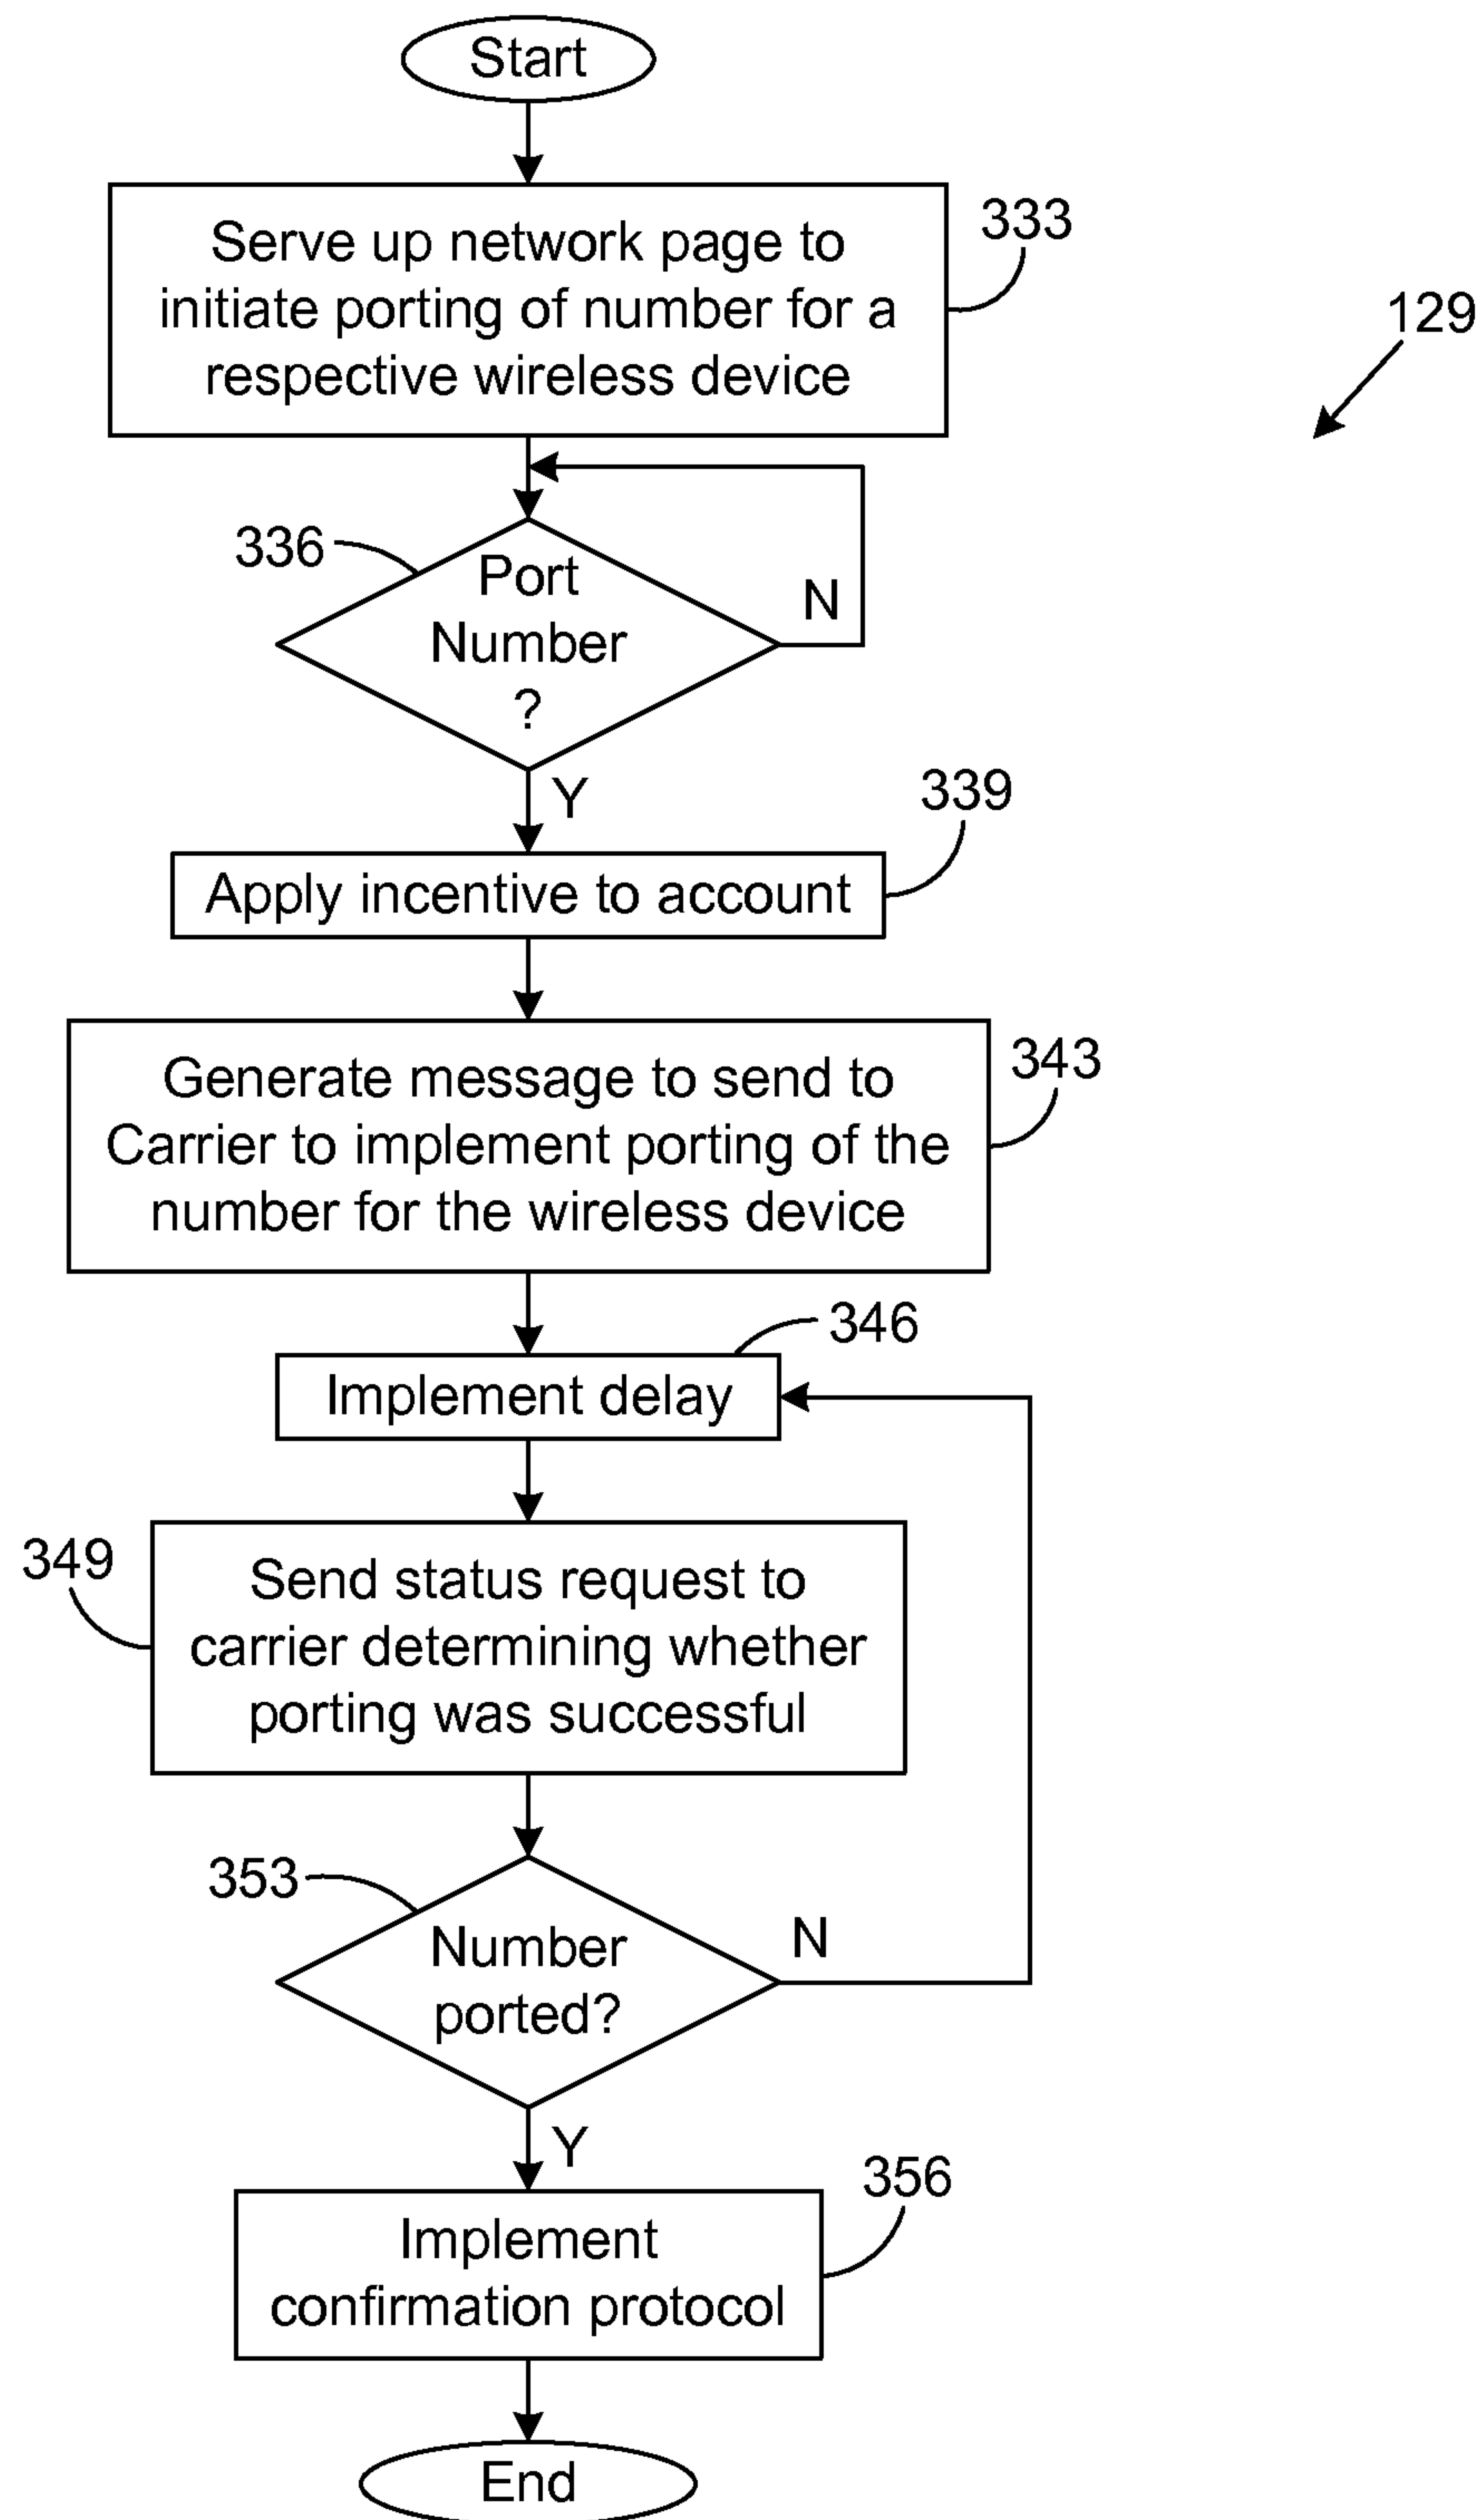 Start
Serve up network page to
initiate porting of number for a
respective wireless device
333
129
336
Port
Number
?
N
Y
339
Apply incentive to account
Generate message to send to
Carrier to implement porting of the
number for the wireless device
343
346
Implement delay
349
Send status request to
carrier determining whether
porting was successful
353
Number
ported?
N
Y
356
Implement
confirmation protocol
End